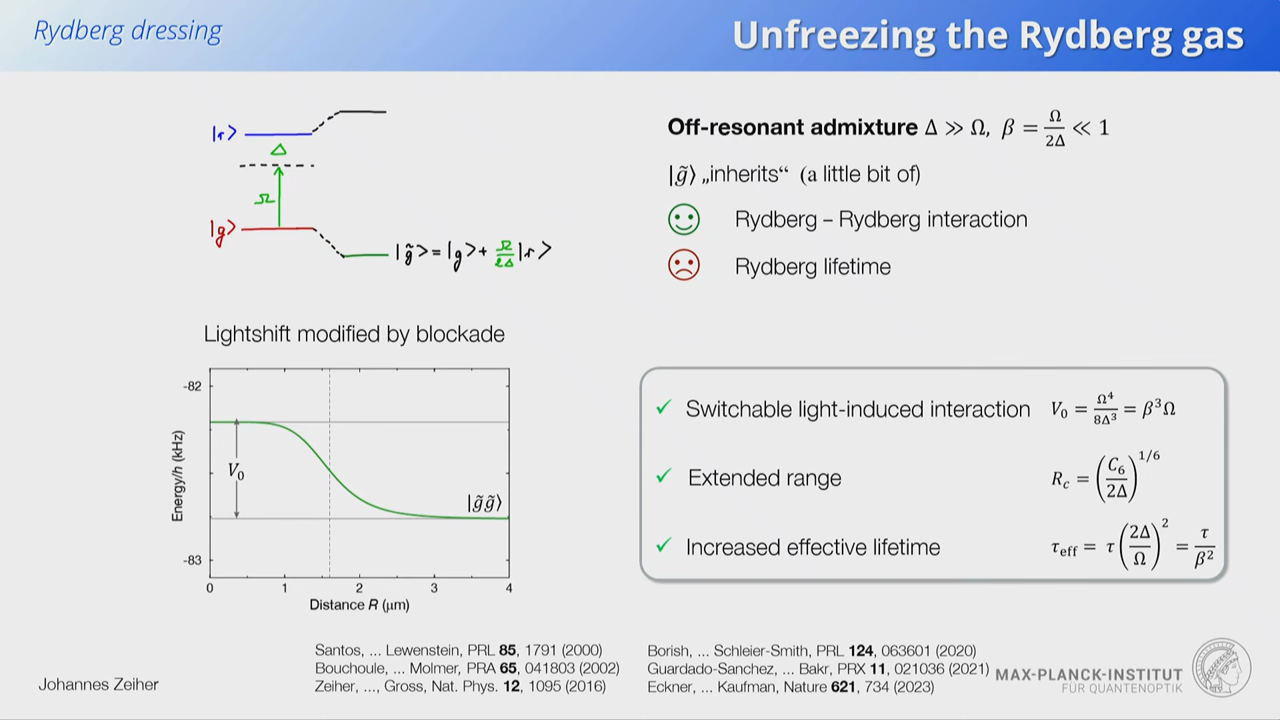 Rydberg dressing
Unfreezing the Rydberg gas
|r>
Δ
Ω
|g>
|g̃>=|g>+Ω/2Δ|r>
Off-resonant admixture Δ ≫ Ω, β = Ω/2Δ ≪ 1
|g̃⟩ „inherits“ (a little bit of)
Rydberg – Rydberg interaction
Rydberg lifetime
Lightshift modified by blockade
-82
V₀
|g̃g̃⟩
-83
Energy/h (kHz)
0 1 2 3 4
Distance R (μm)
✓ Switchable light-induced interaction V₀ = Ω⁴/8Δ³ = β³Ω
✓ Extended range R_c = (C₆/2Δ)^1/6
✓ Increased effective lifetime τ_eff = τ(2Δ/Ω)² = τ/β²
Santos, ... Lewenstein, PRL 85, 1791 (2000)
Bouchoule, ... Molmer, PRA 65, 041803 (2002)
Zeiher, ..., Gross, Nat. Phys. 12, 1095 (2016)
Borish, ... Schleier-Smith, PRL 124, 063601 (2020)
Guardado-Sanchez, ... Bakr, PRX 11, 021036 (2021)
Eckner, ... Kaufman, Nature 621, 734 (2023)
Johannes Zeiher
MAX-PLANCK-INSTITUT
FÜR QUANTENOPTIK